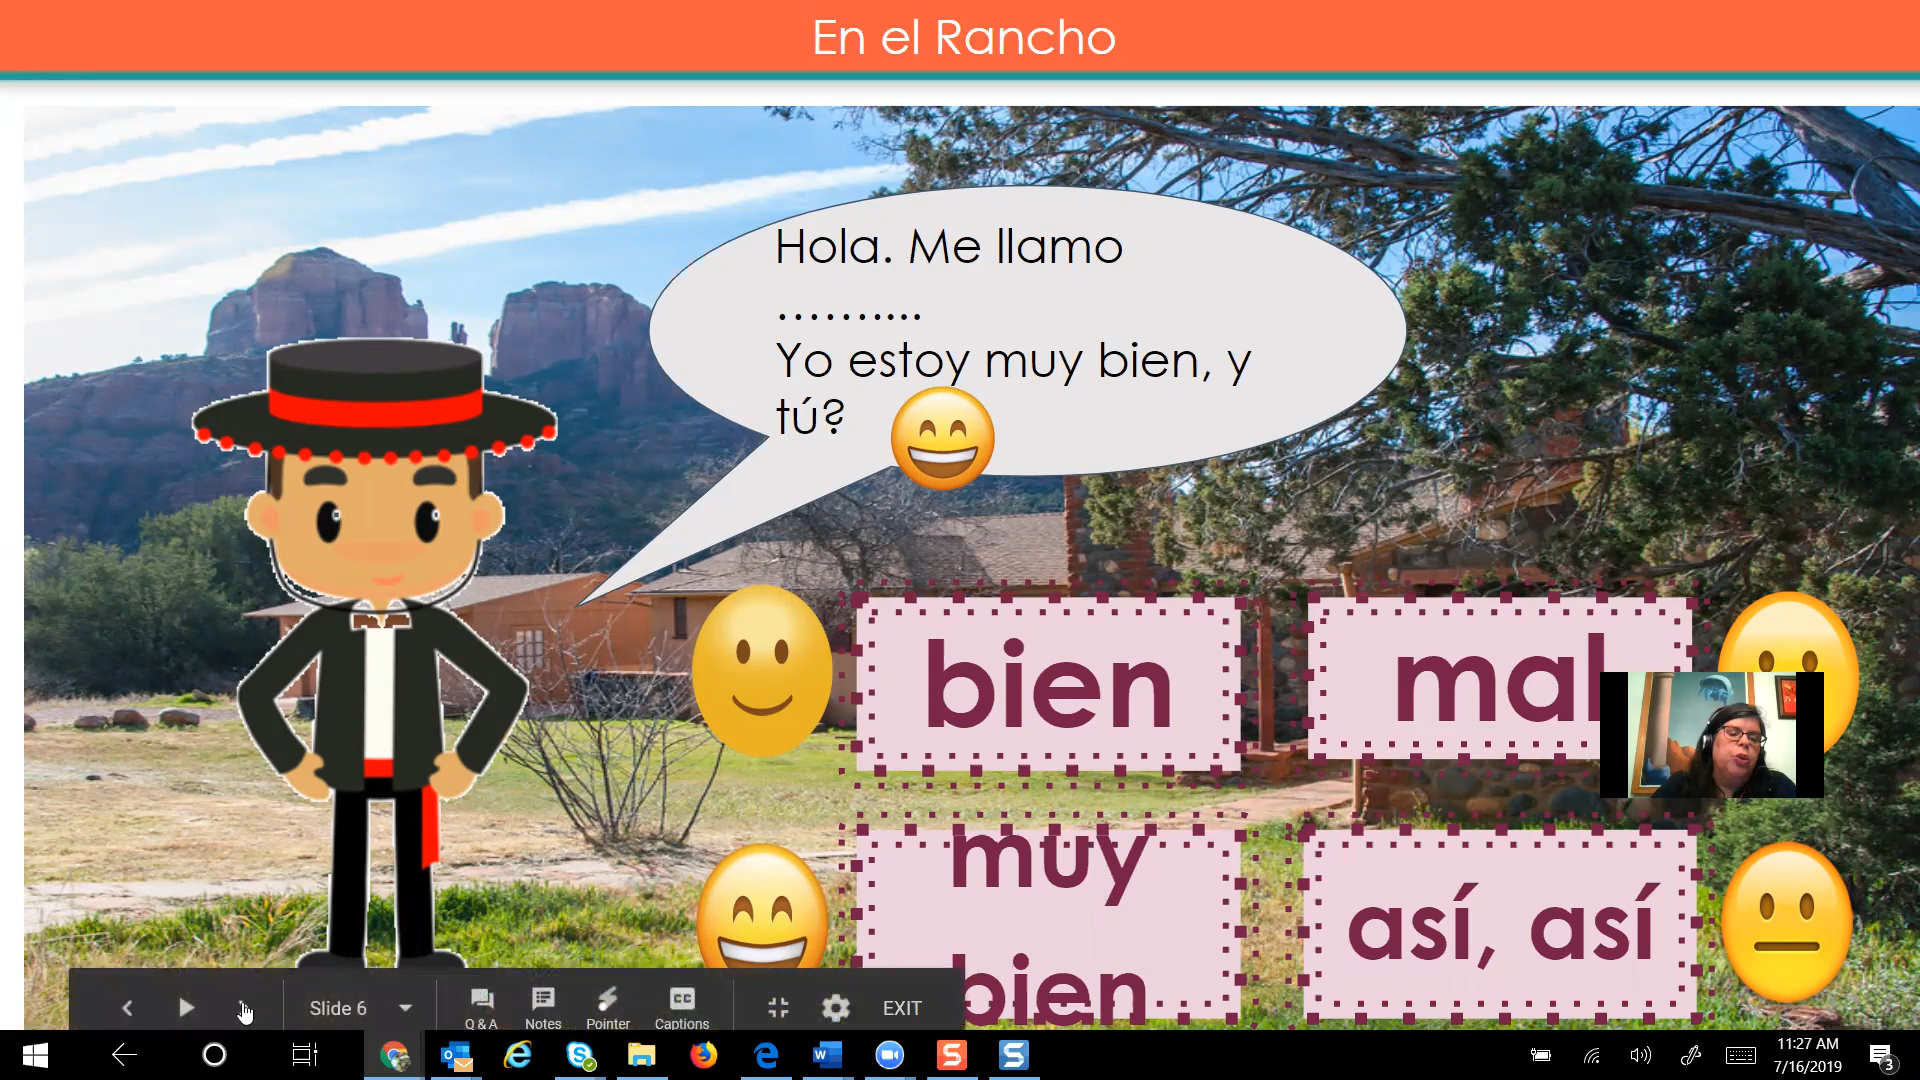 En el Rancho
Hola. Me llamo
.........
Yo estoy muy bien, y
tú?
bien
mal
muy
bien
así, así
Slide 6
Q & A
Notes
Pointer
Captions
EXIT
11:27 AM
7/16/2019
3